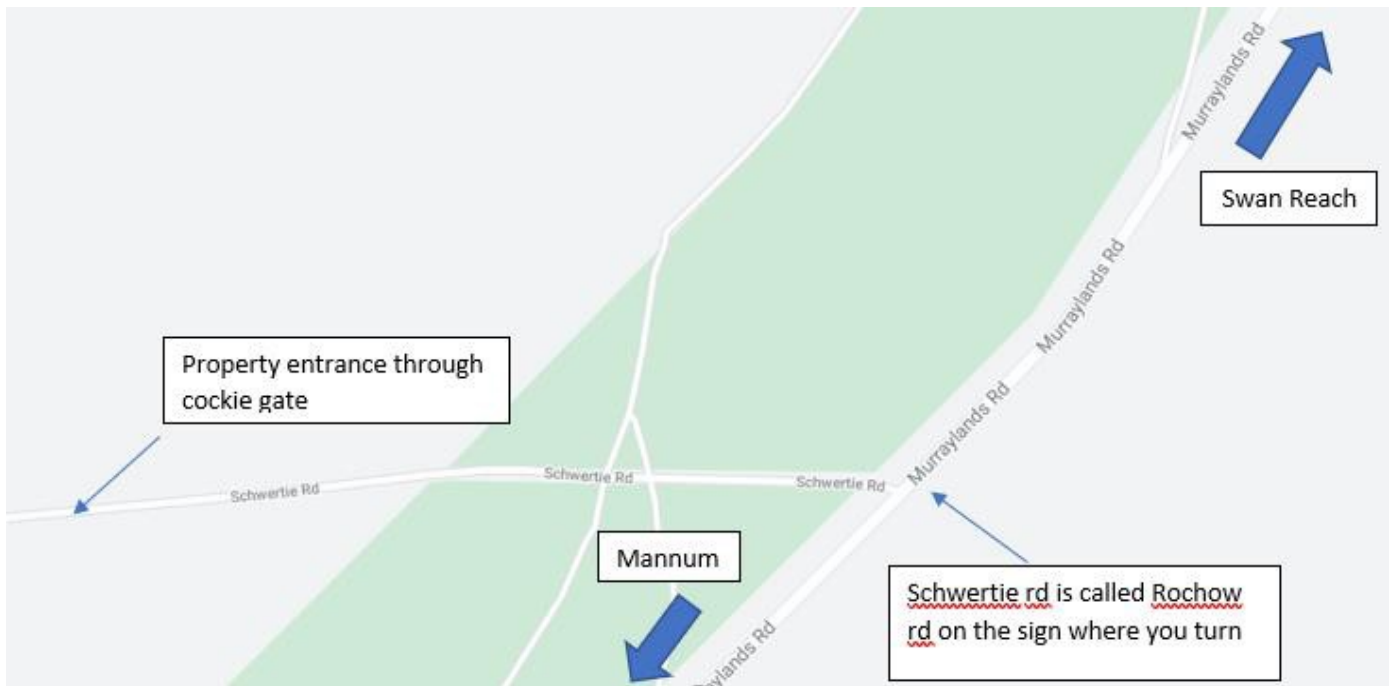 Murraylands Rd
Swan Reach
Murraylands Rd
Property entrance through
cockie gate
Murraylands Rd
Schwertie Rd
Schwertie Rd
Schwertie Rd
Mannum
Schwertie rd is called Rochow
rd on the sign where you turn
aylands Rd